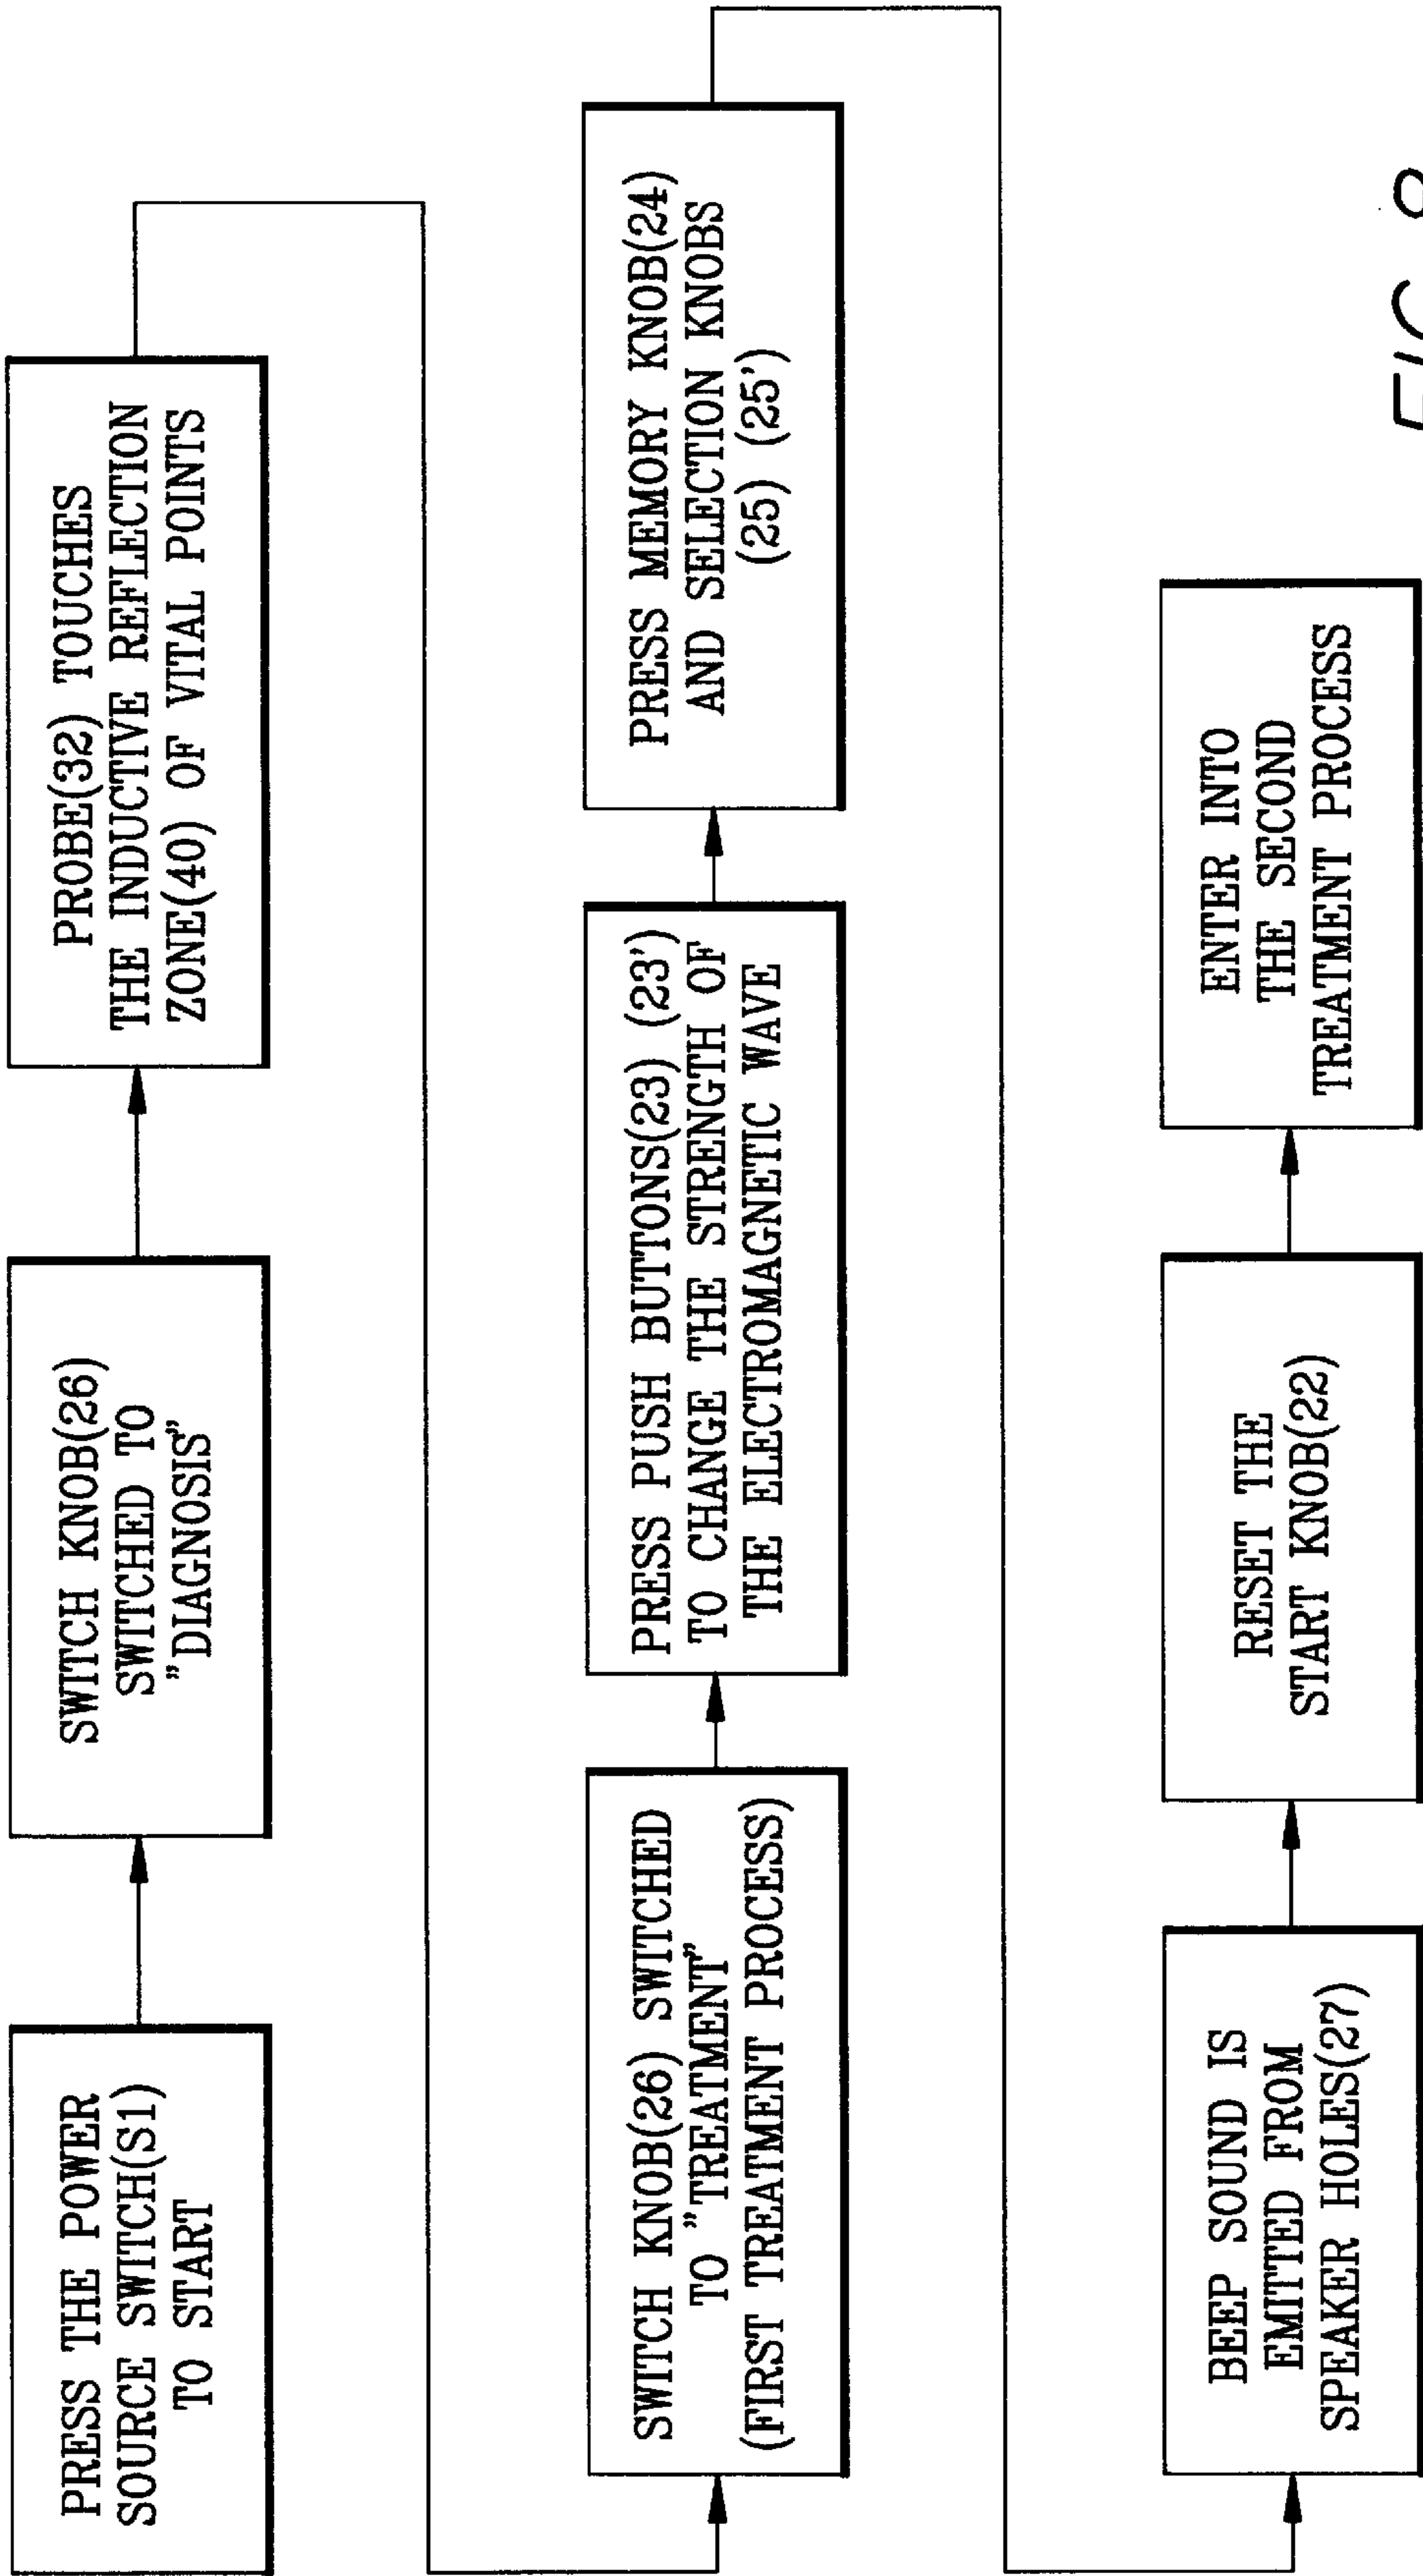 PRESS THE POWER
SOURCE SWITCH(S1)
TO START
SWITCH KNOB(26)
SWITCHED TO
"DIAGNOSIS"
PROBE(32) TOUCHES
THE INDUCTIVE REFLECTION
ZONE(40) OF VITAL POINTS
SWITCH KNOB(26) SWITCHED
TO "TREATMENT"
(FIRST TREATMENT PROCESS)
PRESS PUSH BUTTONS(23) (23')
TO CHANGE THE STRENGTH OF
THE ELECTROMAGNETIC WAVE
PRESS MEMORY KNOB(24)
AND SELECTION KNOBS
(25) (25')
BEEP SOUND IS
EMITTED FROM
SPEAKER HOLES(27)
RESET THE
START KNOB(22)
ENTER INTO
THE SECOND
TREATMENT PROCESS
FIG. 8